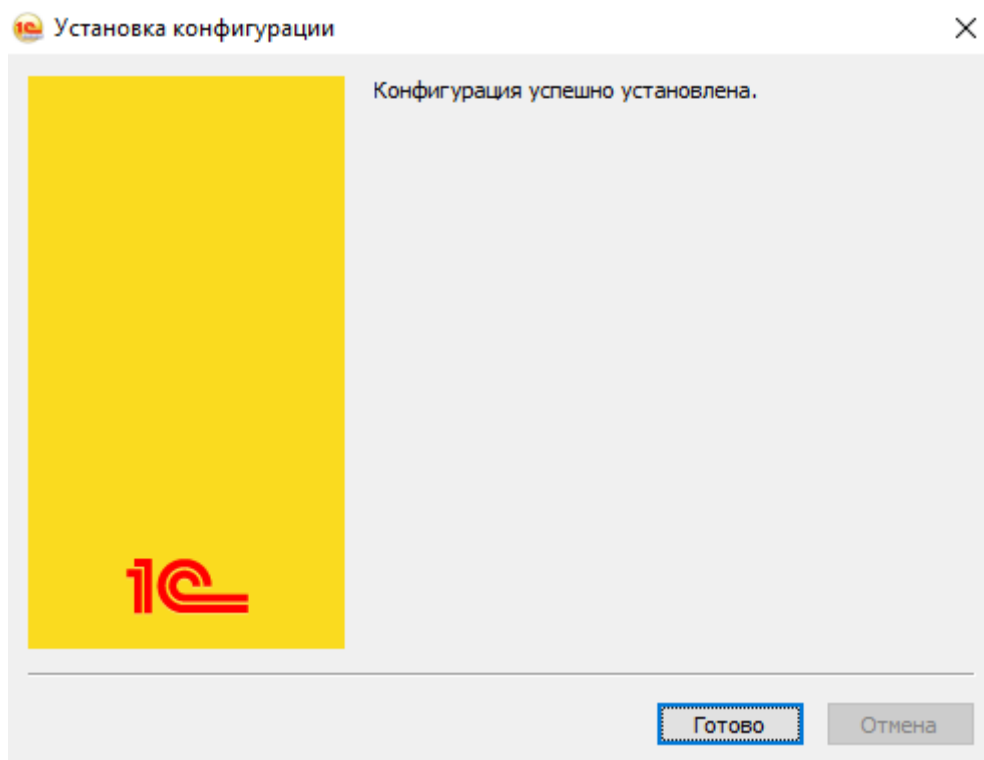 Установка конфигурации
Конфигурация успешно установлена.
1С
Готово
Отмена